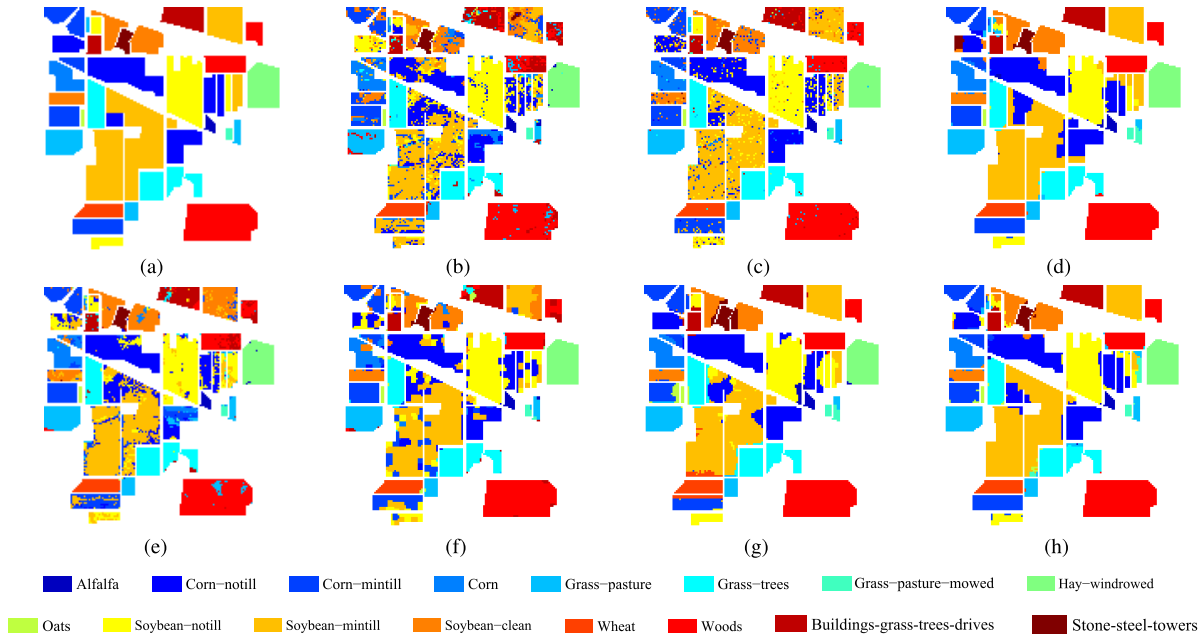 (a) (b) (c) (d)
(e) (f) (g) (h)
Alfalfa Corn−notill Corn−mintill Corn Grass−pasture Grass−trees Grass−pasture−mowed Hay−windrowed
Oats Soybean−notill Soybean−mintill Soybean−clean Wheat Woods Buildings-grass-trees-drives Stone-steel-towers